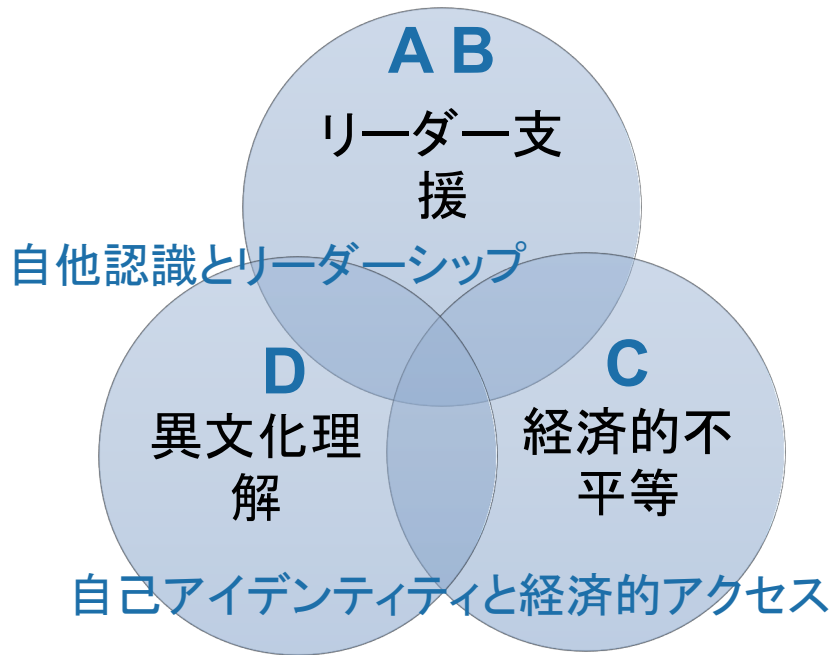 A B
リーダー支
援
自他認識とリーダーシップ
D
異文化理
解
C
経済的不
平等
自己アイデンティティと経済的アクセス